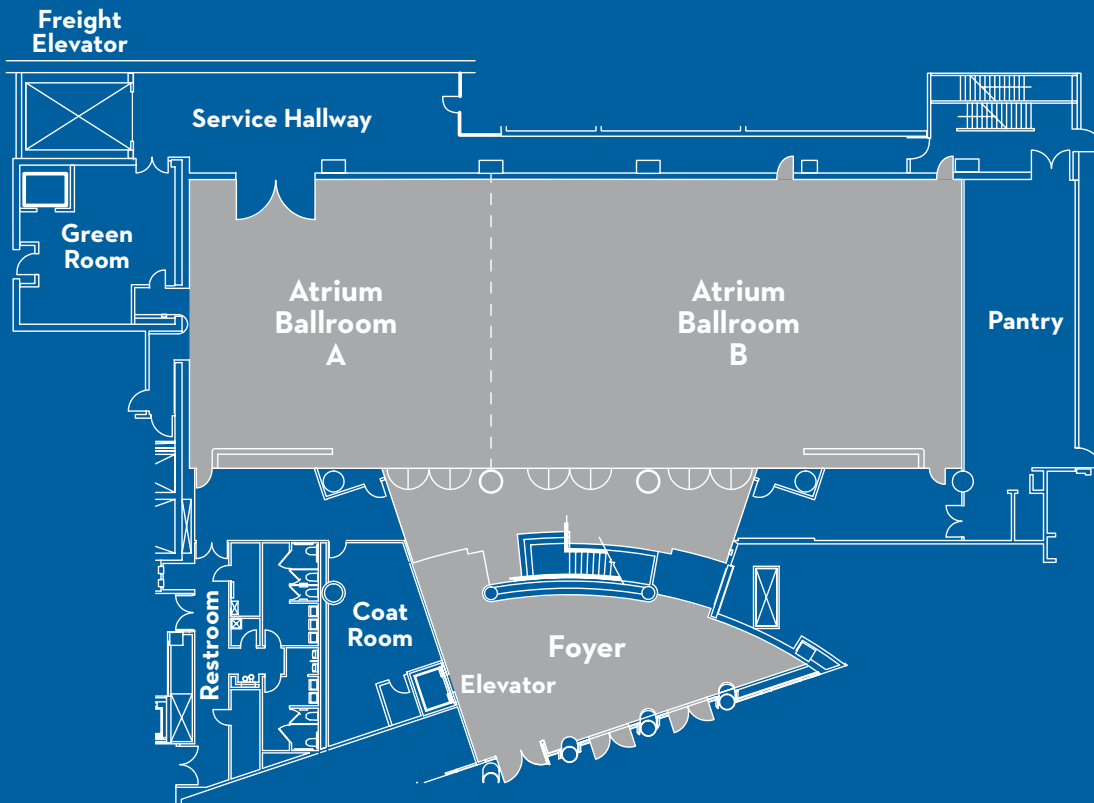 Freight
Elevator
Service Hallway
Green
Room
Atrium
Ballroom
A
Atrium
Ballroom
B
Pantry
Restroom
Coat
Room
Foyer
Elevator